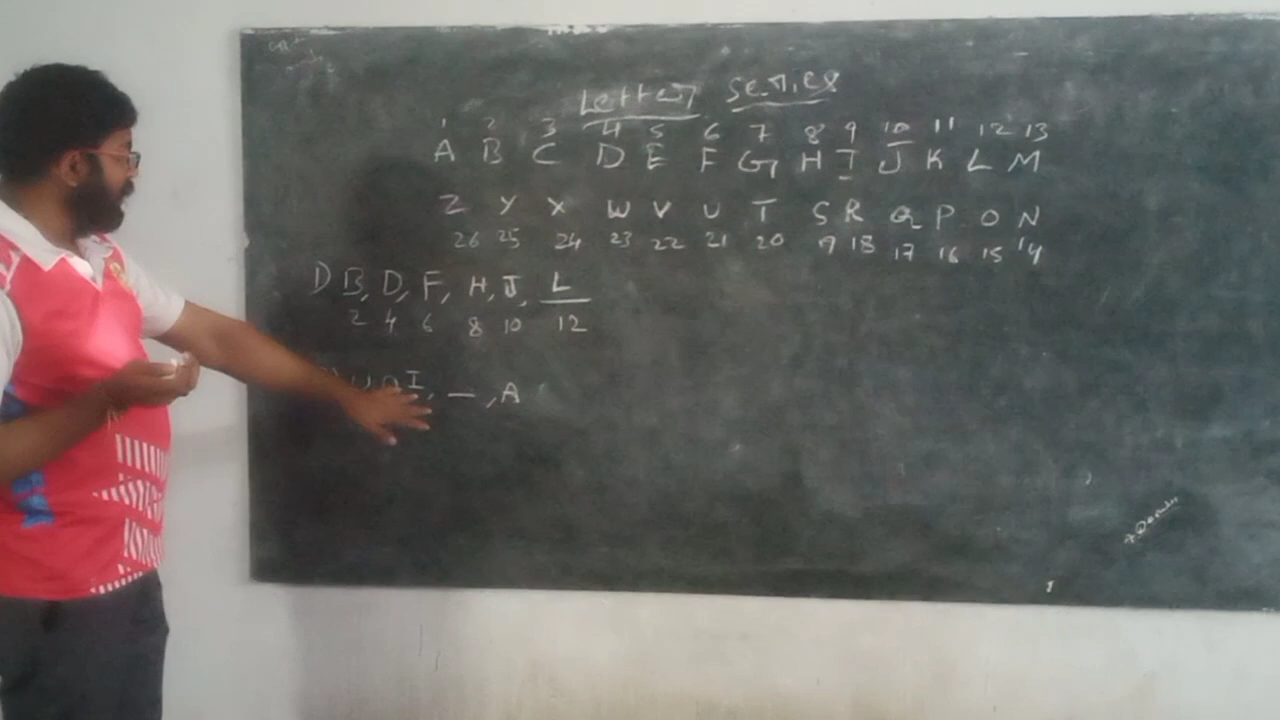 Letter Series
1 2 3 4 5 6 7 8 9 10 11 12 13
A B C D E F G H I J K L M
Z Y X W V U T S R Q P O N
26 25 24 23 22 21 20 9 18 17 16 15 14
D B, D, F, H, J, L
2 4 6 8 10 12
U O I, —, A